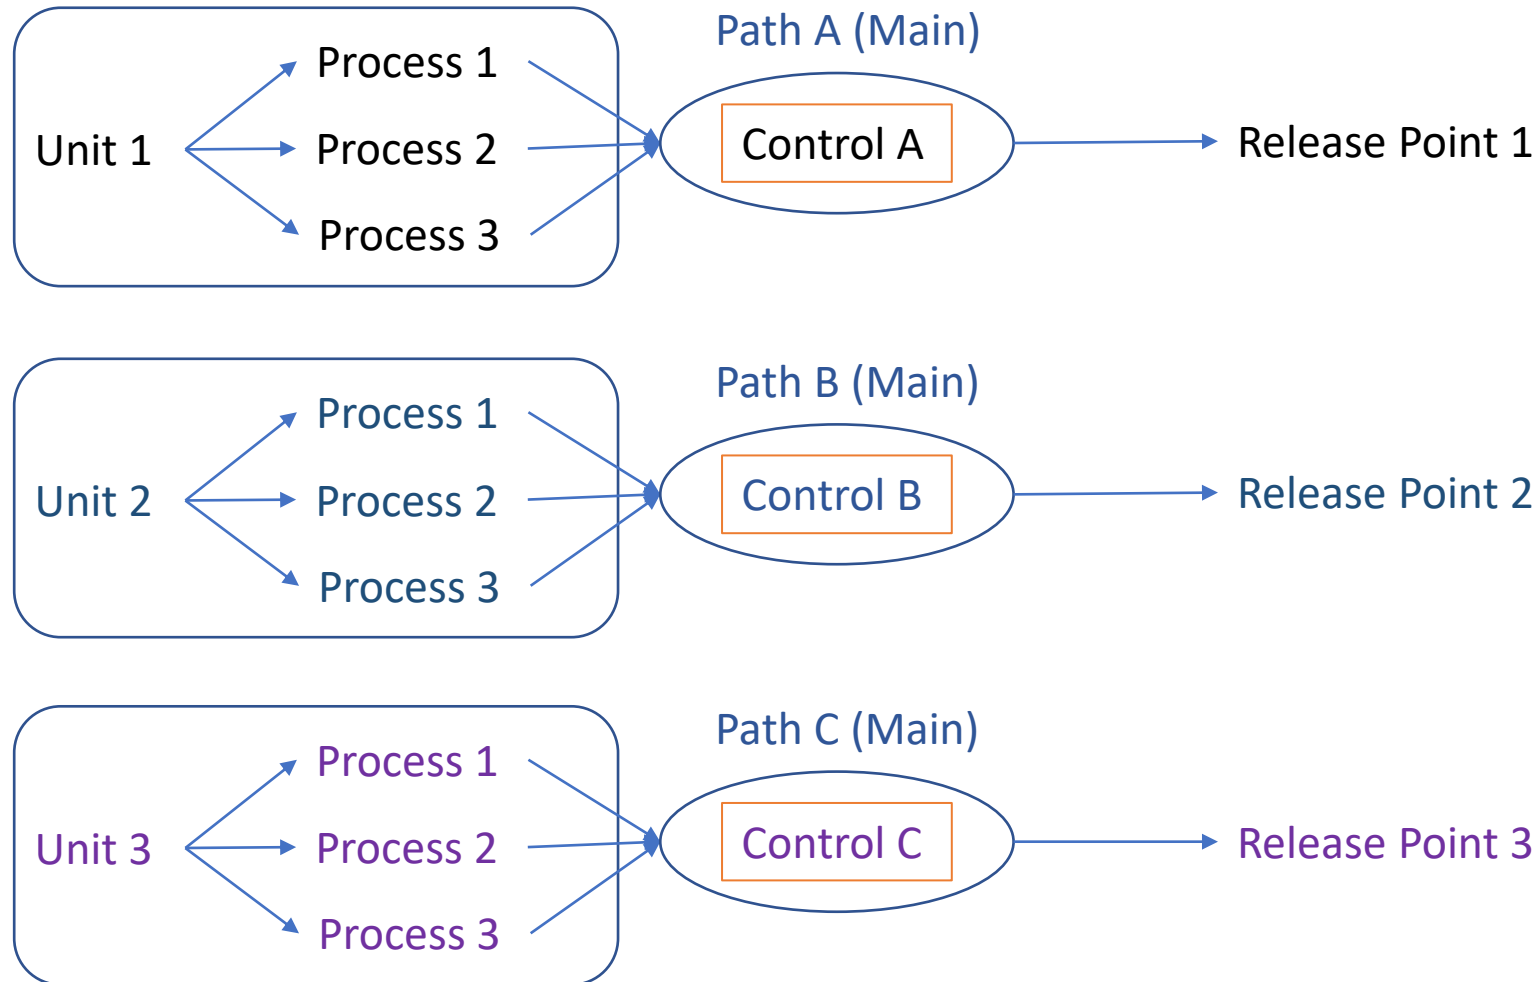 Path A (Main)
Process 1
Unit 1
Process 2
Control A
Release Point 1
Process 3
Path B (Main)
Process 1
Unit 2
Process 2
Control B
Release Point 2
Process 3
Path C (Main)
Process 1
Unit 3
Process 2
Control C
Release Point 3
Process 3